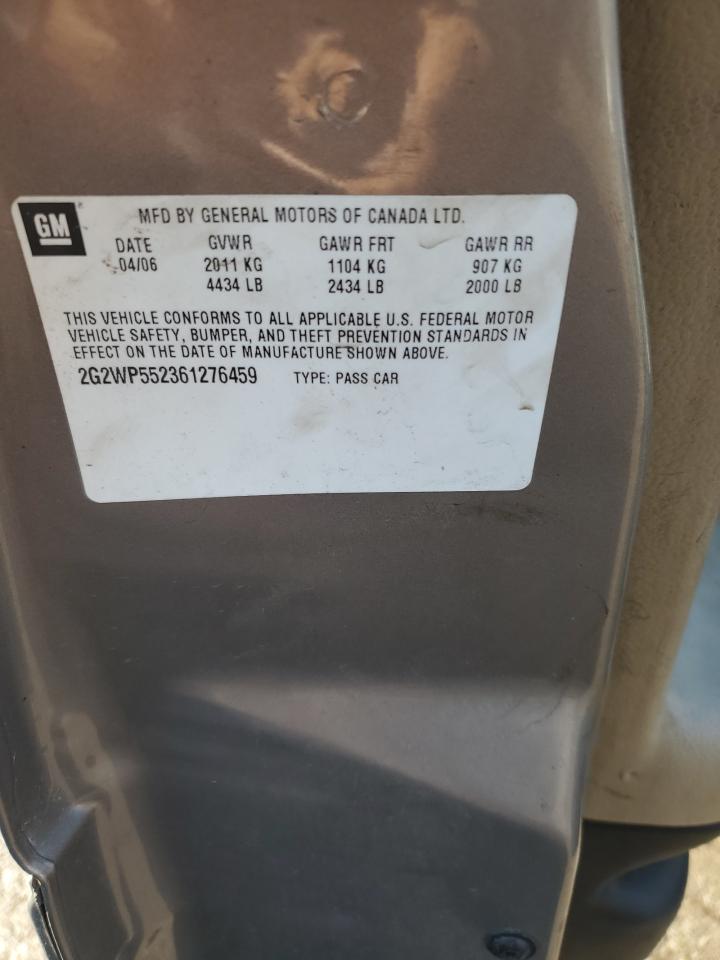 GM MFD BY GENERAL MOTORS OF CANADA LTD.
DATE GVWR GAWR FRT GAWR RR
04/06 2011 KG 1104 KG 907 KG
4434 LB 2434 LB 2000 LB
THIS VEHICLE CONFORMS TO ALL APPLICABLE U.S. FEDERAL MOTOR
VEHICLE SAFETY, BUMPER, AND THEFT PREVENTION STANDARDS IN
EFFECT ON THE DATE OF MANUFACTURE SHOWN ABOVE.
2G2WP552361276459 TYPE: PASS CAR